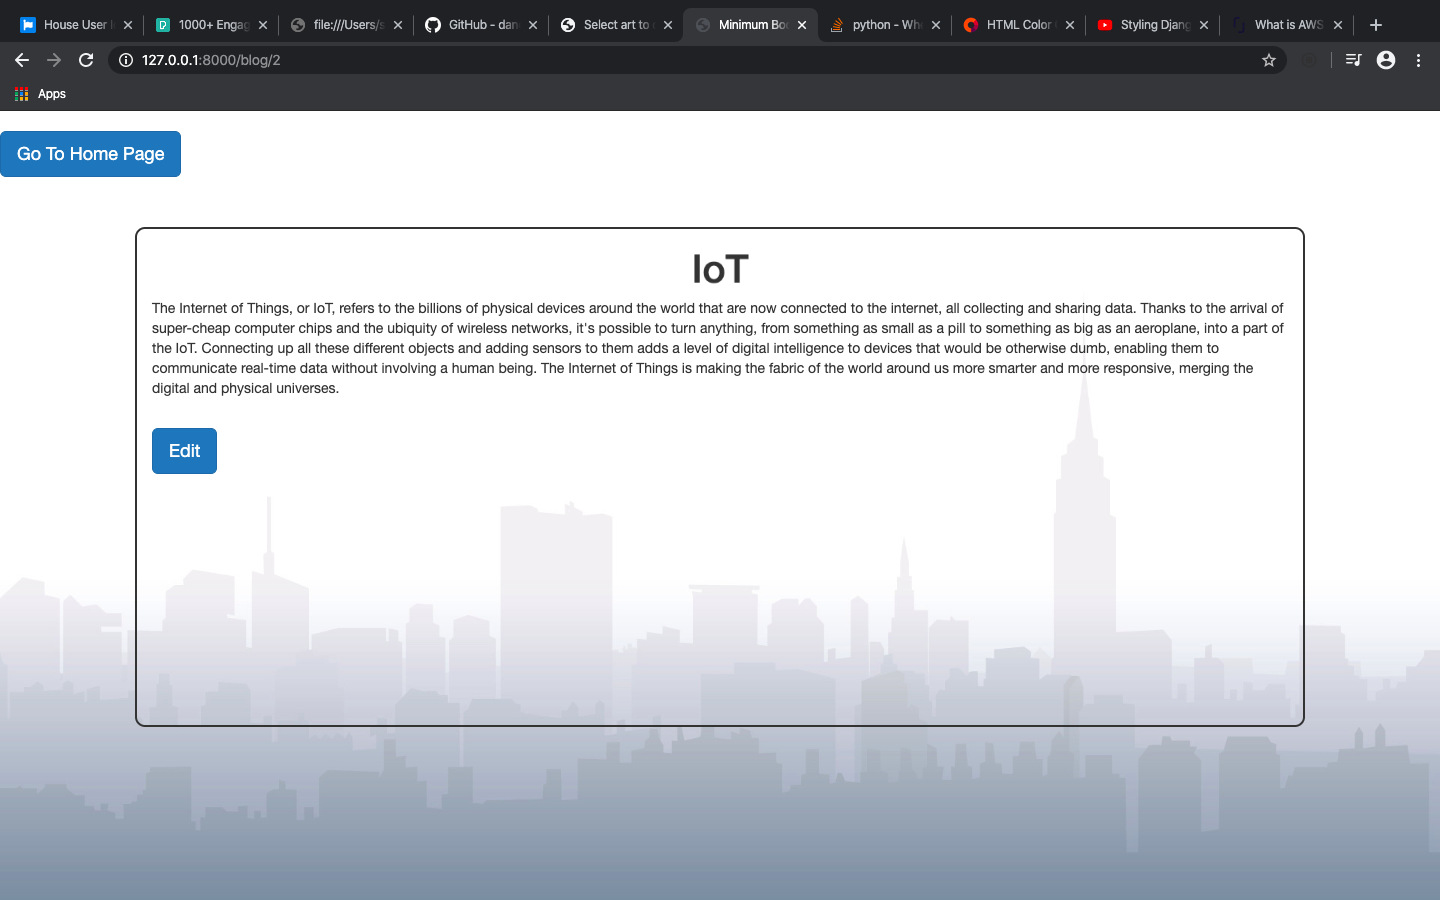 House User
1000+ Engag
file:///Users/s
GitHub - dan
Select art to
Minimum Boo
python - Whe
HTML Color
Styling Djang
What is AWS
127.0.0.1:8000/blog/2
Apps
Go To Home Page
IoT
The Internet of Things, or IoT, refers to the billions of physical devices around the world that are now connected to the internet, all collecting and sharing data. Thanks to the arrival of
super-cheap computer chips and the ubiquity of wireless networks, it's possible to turn anything, from something as small as a pill to something as big as an aeroplane, into a part of
the IoT. Connecting up all these different objects and adding sensors to them adds a level of digital intelligence to devices that would be otherwise dumb, enabling them to
communicate real-time data without involving a human being. The Internet of Things is making the fabric of the world around us more smarter and more responsive, merging the
digital and physical universes.
Edit